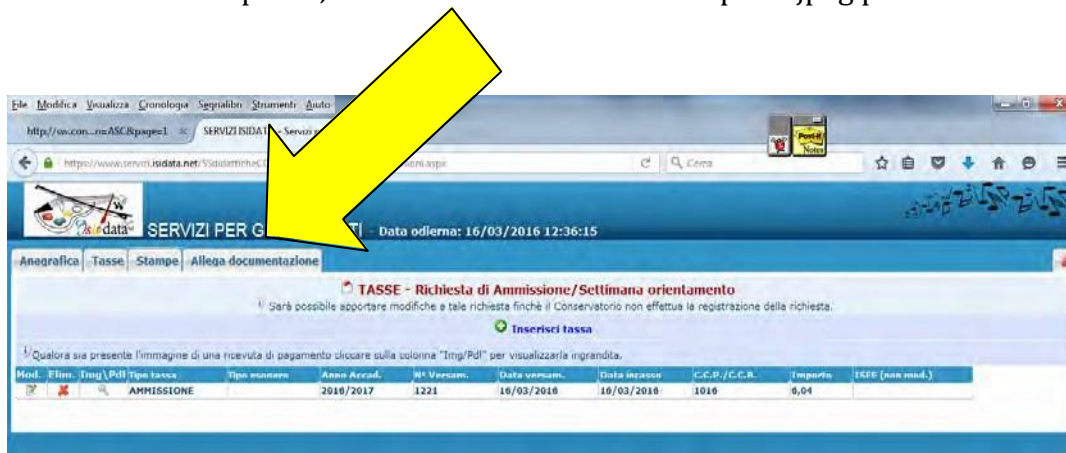 File Modifica Visualizza Cronologia Segnalibri Strumenti Aiuto
SERVIZI ISIDATA - Servizi
Cerca
Post-it
Notes
Isidata
SERVIZI PER G
- Data odierna: 16/03/2016 12:36:15
Anagrafica Tasse Stampe Allega documentazione
TASSE - Richiesta di Ammissione/Settimana orientamento
Sarà possibile apportare modifiche a tale richiesta finchè il Conservatorio non effettua la registrazione della richiesta.
Inserisci tassa
Qualora sia presente l'immagine di una ricevuta di pagamento cliccare sulla colonna "Img/Pdf" per visualizzarla ingrandita.
Mod. Elim. Img\Pdf Tipo tassa Tipo esonero Anno Accad. N° Versam. Data versam. Data incasso C.C.P./C.C.B. Importo ISEE (non mod.)
AMMISSIONE 2016/2017 1221 16/03/2016 16/03/2016 1016 6,04